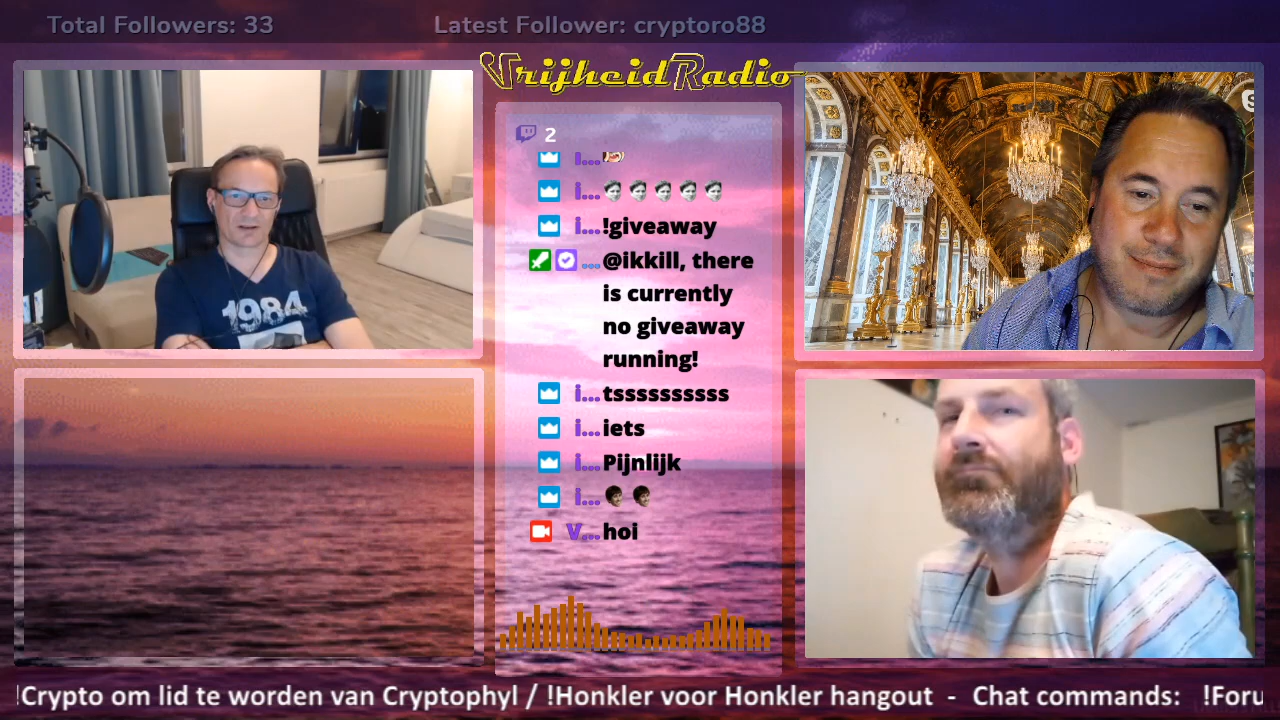 Total Followers: 33
Latest Follower: cryptoro88
VrijheidRadio
1984
2
i...
i...
i... !giveaway
... @ikkill, there
is currently
no giveaway
running!
i... tssssssssss
i... iets
i... Pijnlijk
i...
V... hoi
!Crypto om lid te worden van Cryptophyl / !Honkler voor Honkler hangout - Chat commands: !Foru